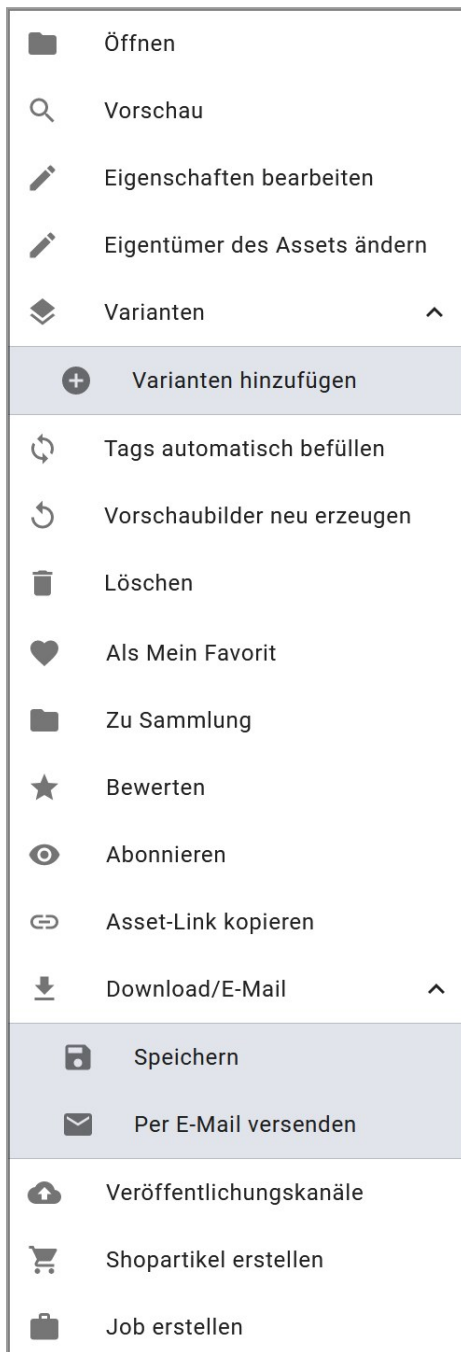 Öffnen
Vorschau
Eigenschaften bearbeiten
Eigentümer des Assets ändern
Varianten
Varianten hinzufügen
Tags automatisch befüllen
Vorschaubilder neu erzeugen
Löschen
Als Mein Favorit
Zu Sammlung
Bewerten
Abonnieren
Asset-Link kopieren
Download/E-Mail
Speichern
Per E-Mail versenden
Veröffentlichungskanäle
Shopartikel erstellen
Job erstellen